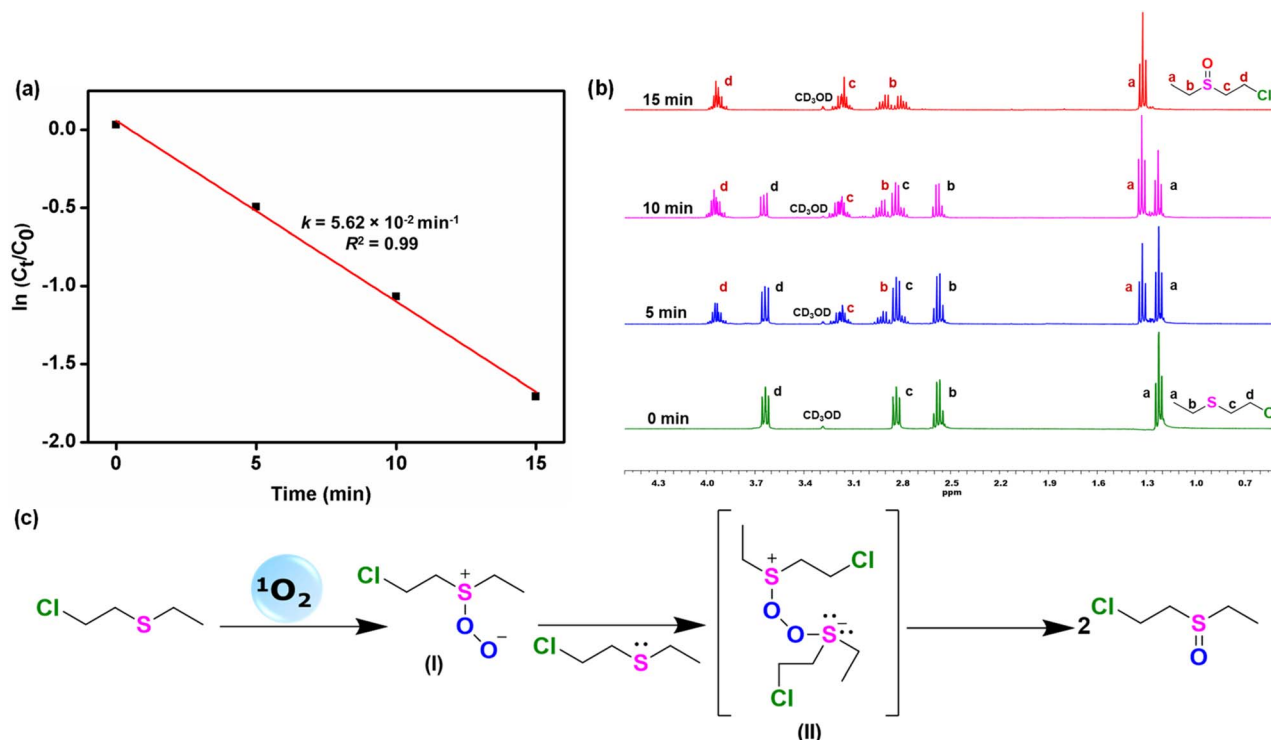 (a)
0.0
-0.5
-1.0
-1.5
-2.0
ln (Ct/C0)
k = 5.62 × 10-2 min-1
R2 = 0.99
0 5 10 15
Time (min)
(b)
15 min
d CD3OD c b a
a b S O c d Cl
10 min
d d CD3OD c b c b a a
5 min
d d CD3OD c b c b a a
0 min
d CD3OD c b a
a b S c d C
4.3 4.0 3.7 3.4 3.1 2.8 2.5 2.2 1.9 1.6 1.3 1.0 0.7
ppm
(c)
Cl S
1O2
Cl S + O O −
(I)
Cl S
S + Cl
O
O S −
Cl
(II)
2 Cl S O